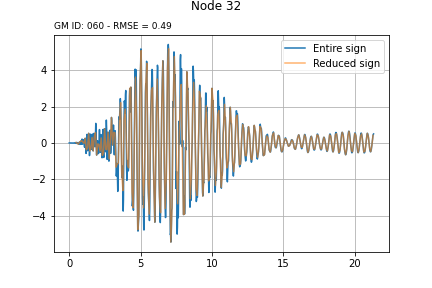 Node 32
GM ID: 060 - RMSE = 0.49
Entire sign
Reduced sign
4
2
0
−2
−4
0 5 10 15 20